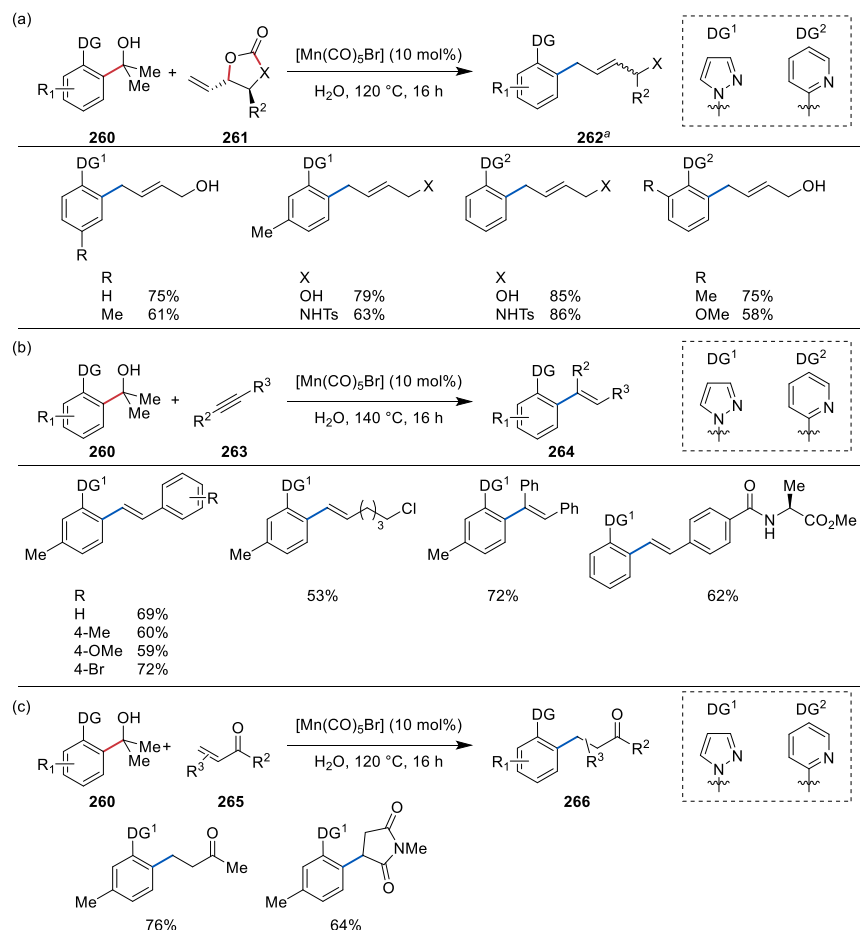 (a)
DG OH
Me
Me
R1
+
O
O
X
R2
[Mn(CO)5Br] (10 mol%)
H2O, 120 °C, 16 h
DG
X
R2
R1
DG1 DG2
N
N
N
260 261 262a
DG1
OH
R
DG1
X
Me
DG2
X
DG2
R
OH
R
H 75%
Me 61%
X
OH 79%
NHTs 63%
X
OH 85%
NHTs 86%
R
Me 75%
OMe 58%
(b)
DG OH
Me
Me
R1
+
R3
R2
[Mn(CO)5Br] (10 mol%)
H2O, 140 °C, 16 h
DG R2
R3
R1
DG1 DG2
N
N
N
260 263 264
DG1
R
Me
DG1
Cl
( )3
Me
DG1 Ph
Ph
Me
DG1
O
N
H
Me
CO2Me
R
H 69%
4-Me 60%
4-OMe 59%
4-Br 72%
53%
72%
62%
(c)
DG OH
Me
Me
R1
+
O
R3
R2
[Mn(CO)5Br] (10 mol%)
H2O, 120 °C, 16 h
DG O
R2
R3
R1
DG1 DG2
N
N
N
260 265 266
DG1 O
Me
Me
DG1 O
NMe
O
Me
76% 64%